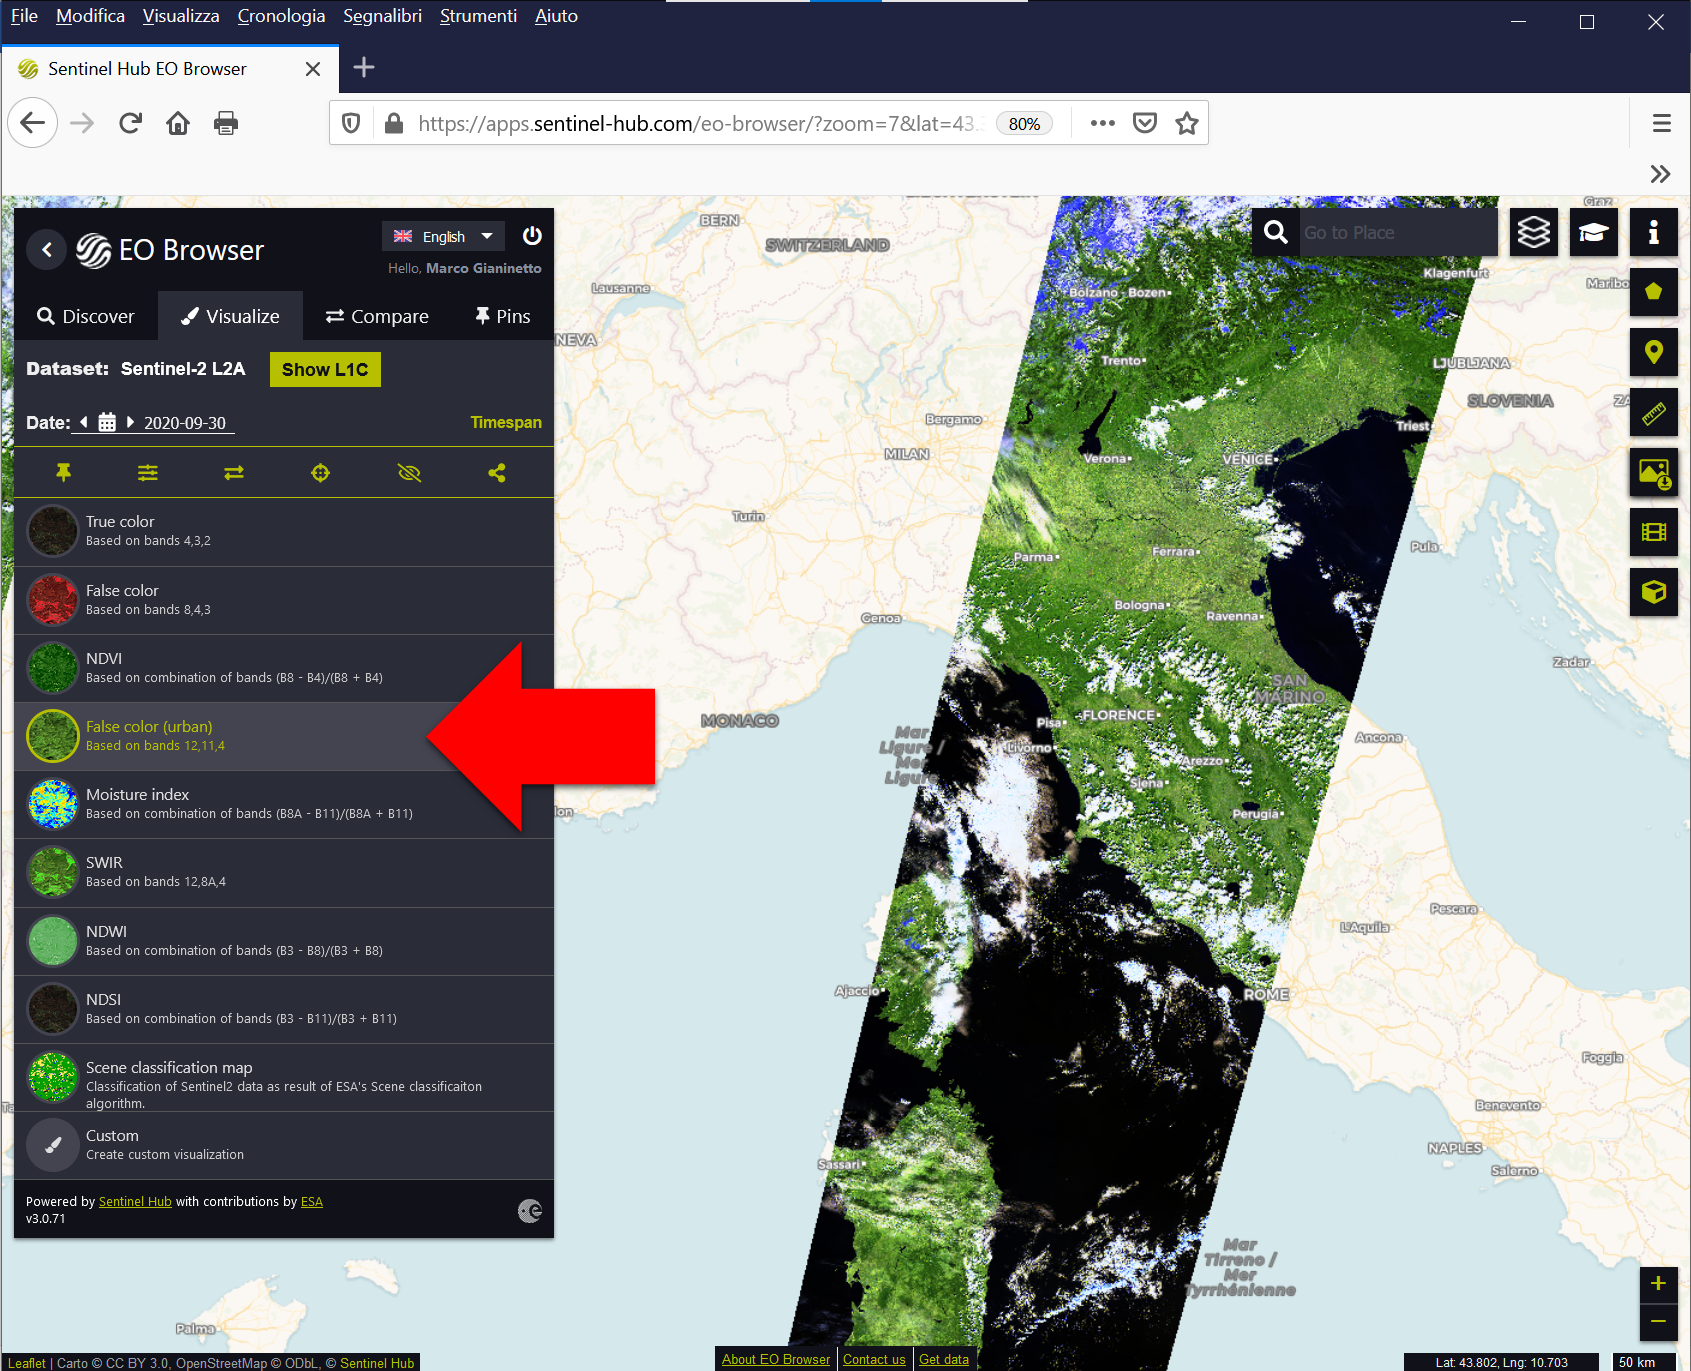 File Modifica Visualizza Cronologia Segnalibri Strumenti Aiuto
Sentinel Hub EO Browser
https://apps.sentinel-hub.com/eo-browser/?zoom=7&lat=43.
80%
EO Browser
English
Hello, Marco Gianinetto
Discover Visualize Compare Pins
Dataset: Sentinel-2 L2A Show L1C
Date: 2020-09-30 Timespan
True color
Based on bands 4,3,2
False color
Based on bands 8,4,3
NDVI
Based on combination of bands (B8 - B4)/(B8 + B4)
False color (urban)
Based on bands 12,11,4
Moisture index
Based on combination of bands (B8A - B11)/(B8A + B11)
SWIR
Based on bands 12,8A,4
NDWI
Based on combination of bands (B3 - B8)/(B3 + B8)
NDSI
Based on combination of bands (B3 - B11)/(B3 + B11)
Scene classification map
Classification of Sentinel2 data as result of ESA's Scene classificaiton
algorithm.
Custom
Create custom visualization
Powered by Sentinel Hub with contributions by ESA
v3.0.71
Go to Place
BERN
SWITZERLAND
Lausanne
NEVA
Graz
Klagenfurt
Maribo
Bolzano - Bozen
Trento
LJUBLJANA
SLOVENIA
ZA
Bergamo
MILAN
Verona
VENICE
Triest
Turin
Parma
Ferrara
Pula
Genoa
Bologna
Ravenna
Zadar
SAN
MARINO
MONACO
Pisa
FLORENCE
Mar
Ligure /
Mer
Ligure
Livorno
Ancona
Arezzo
Siena
lon
Perugia
Pescara
L'Aquila
Ajaccio
ROME
Foggia
Ta
Benevento
NAPLES
Salerno
Sassari
Mar
Tirreno /
Mer
Tyrrhénienne
Palma
+
−
Leaflet | Carto © CC BY 3.0, OpenStreetMap © ODbL, © Sentinel Hub
About EO Browser Contact us Get data
Lat: 43.802, Lng: 10.703
50 km